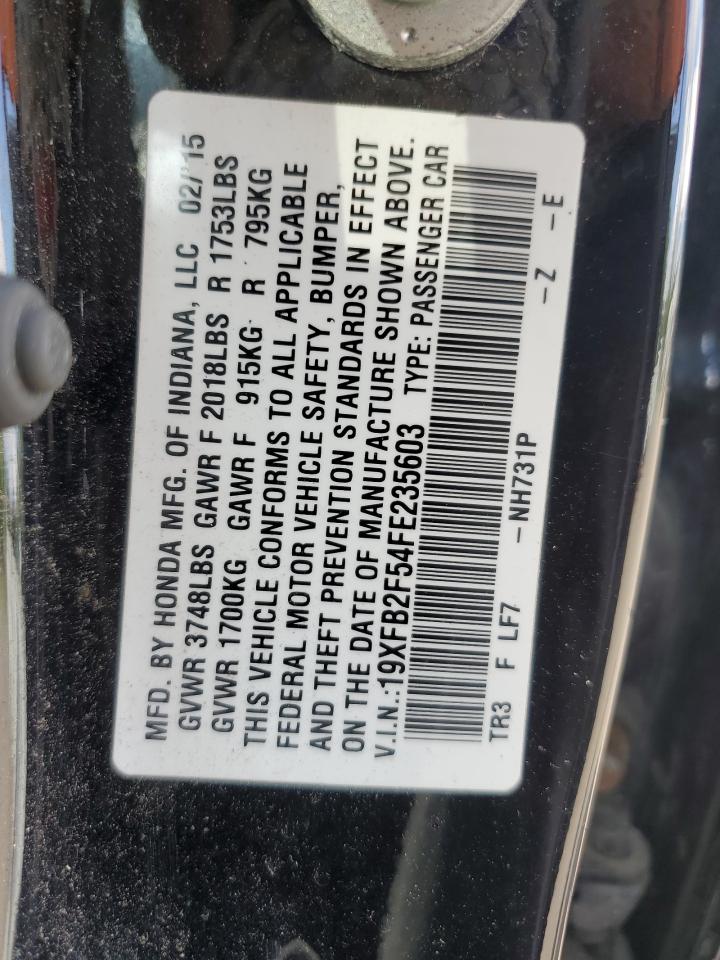 MFD. BY HONDA MFG. OF INDIANA, LLC 02/15
GVWR 3748LBS GAWR F 2018LBS R 1753LBS
GVWR 1700KG GAWR F 915KG R 795KG
THIS VEHICLE CONFORMS TO ALL APPLICABLE
FEDERAL MOTOR VEHICLE SAFETY, BUMPER,
AND THEFT PREVENTION STANDARDS IN EFFECT
ON THE DATE OF MANUFACTURE SHOWN ABOVE.
V.I.N.:19XFB2F54FE235603 TYPE: PASSENGER CAR
TR3 F LF7 -NH731P -Z -E